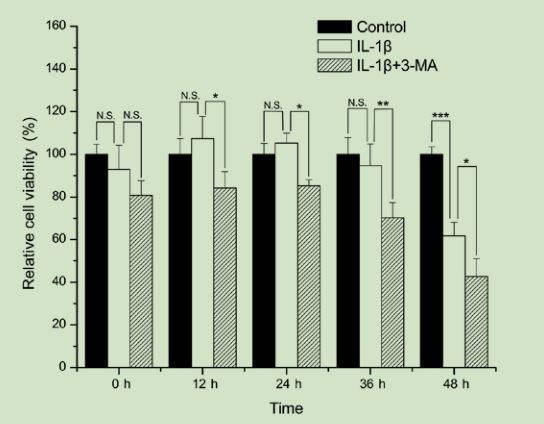 Control
IL-1β
IL-1β+3-MA
Relative cell viability (%)
160
140
120
100
80
60
40
20
0
N.S. N.S.
N.S. *
N.S. *
N.S. **
*** *
0 h 12 h 24 h 36 h 48 h
Time